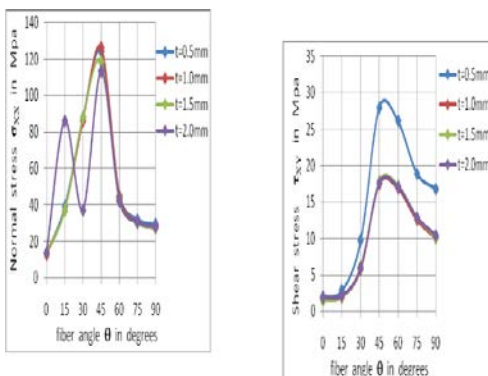 140
120
100
80
60
40
20
0
0 15 30 45 60 75 90
Normal stress σxx in Mpa
fiber angle θ in degrees
t=0.5mm
t=1.0mm
t=1.5mm
t=2.0mm
35
30
25
20
15
10
5
0
0 15 30 45 60 75 90
Shear stress τXY in Mpa
fiber angle θ in degrees
t=0.5mm
t=1.0mm
t=1.5mm
t=2.0mm